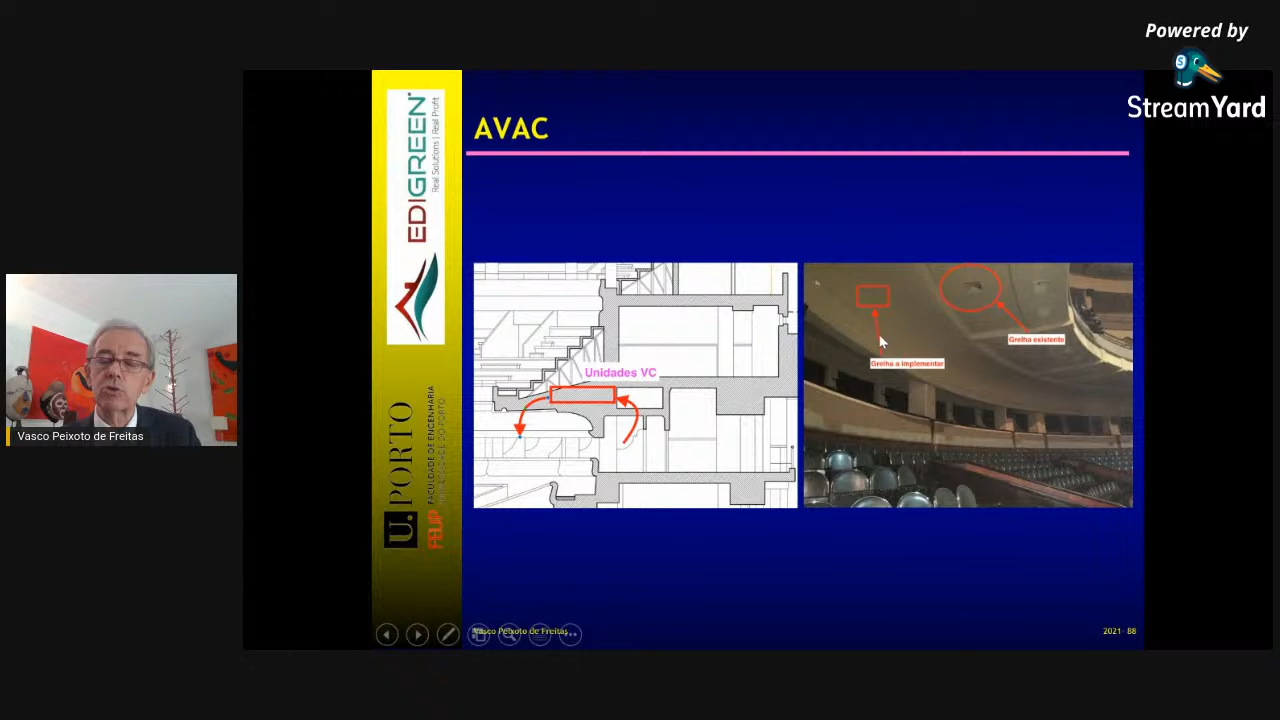 Powered by
StreamYard
EDIGREEN
Real Solutions | Real Profit
U.PORTO
FEUP FACULDADE DE ENGENHARIA
UNIVERSIDADE DO PORTO
AVAC
Unidades VC
Grelha existente
Grelha a implementar
Vasco Peixoto de Freitas
Vasco Peixoto de Freitas
2021- 88